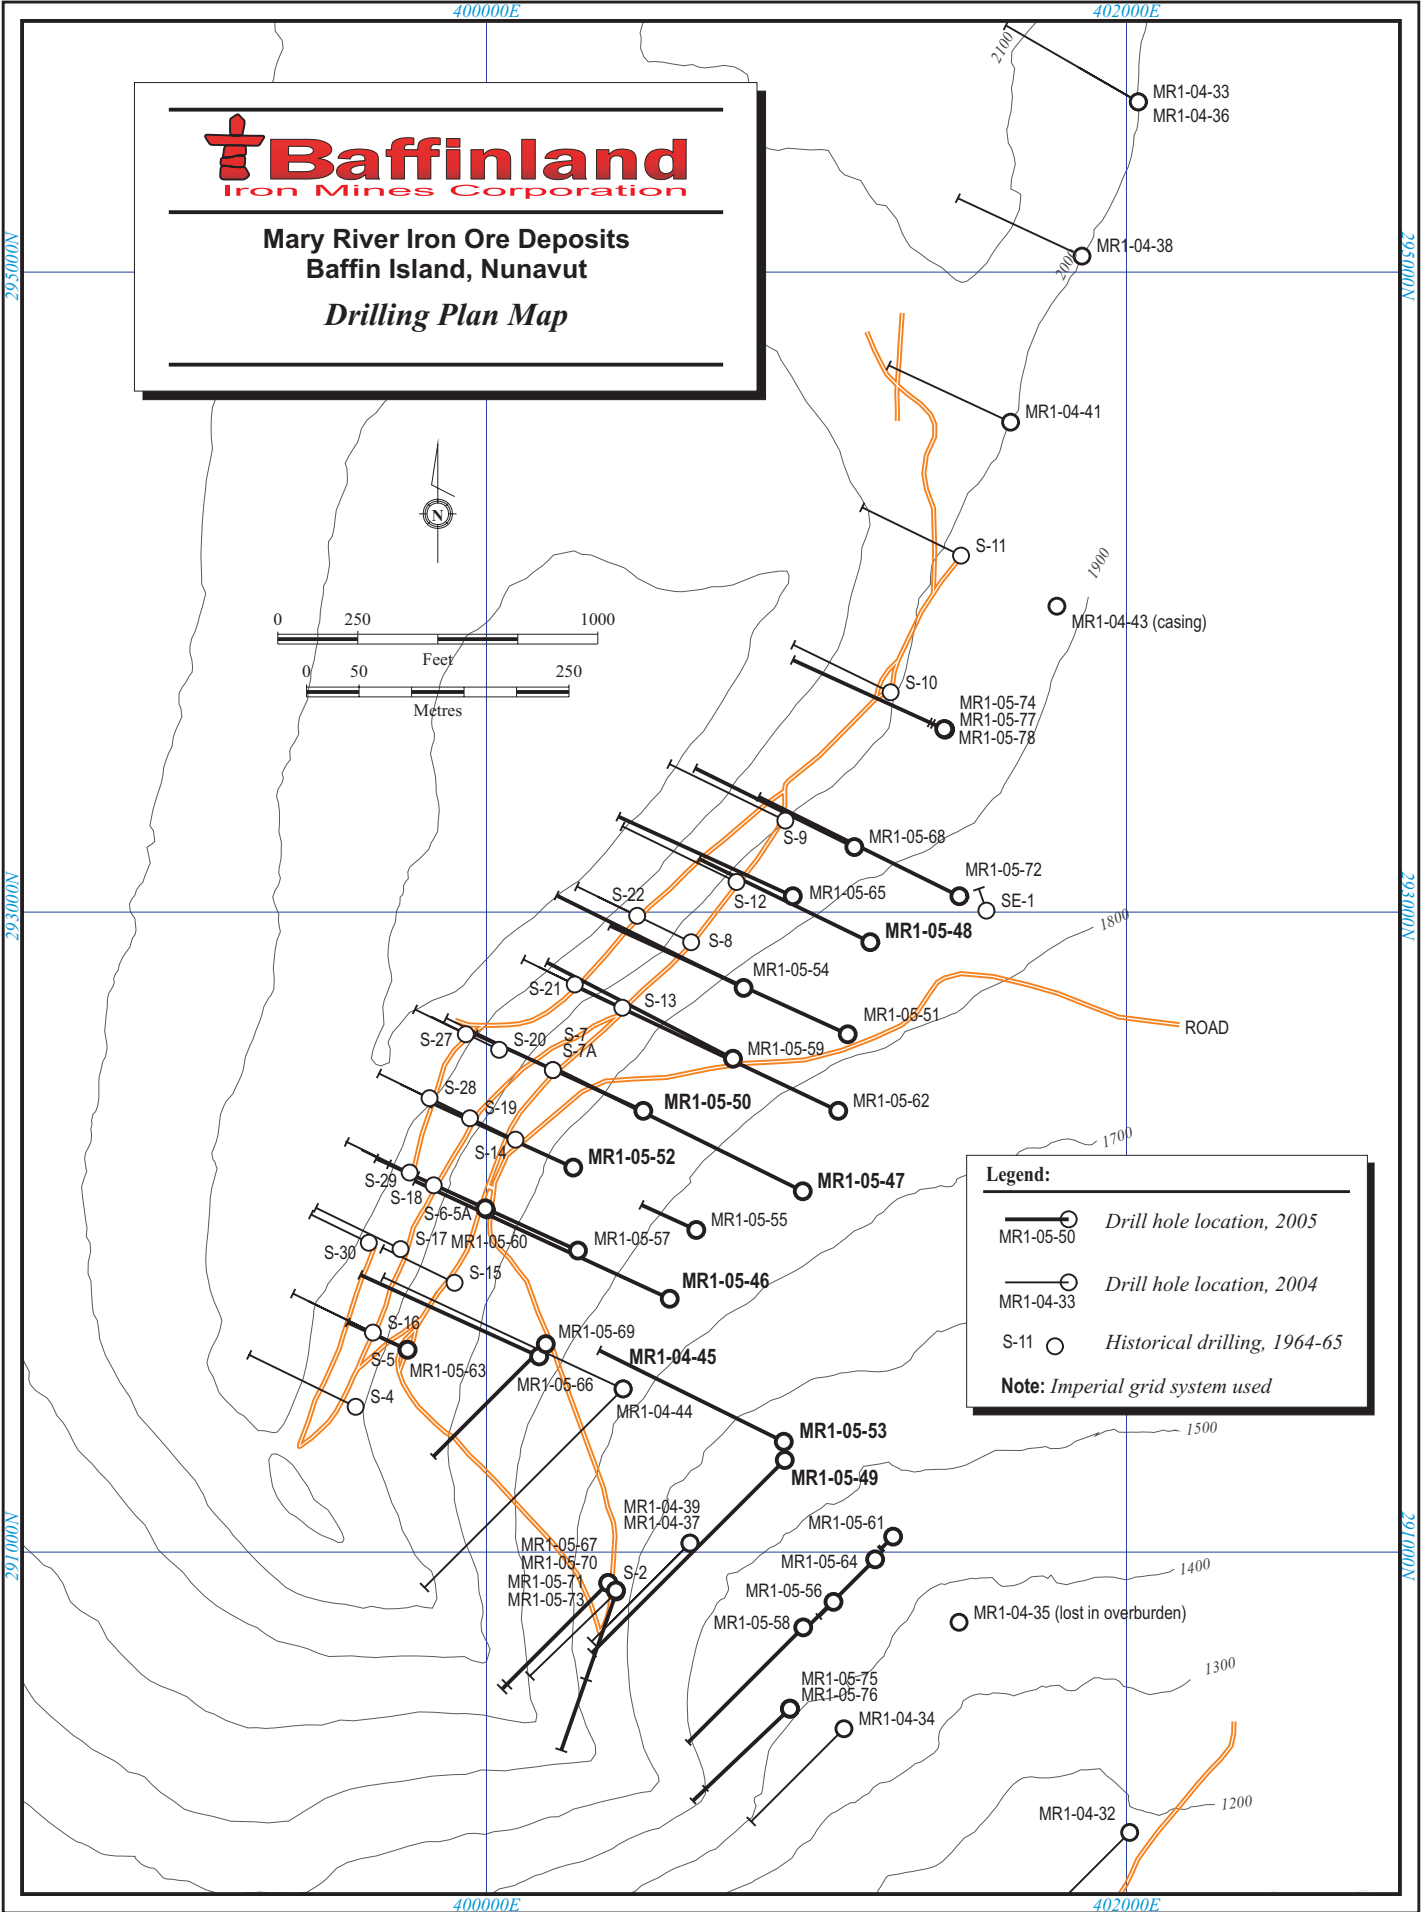 400000E
402000E
2100
MR1-04-33
MR1-04-36
Baffinland
Iron Mines Corporation
Mary River Iron Ore Deposits
Baffin Island, Nunavut
Drilling Plan Map
295000N
295000N
MR1-04-38
2000
MR1-04-41
N
S-11
1900
0 250 1000
Feet
MR1-04-43 (casing)
0 50 250
Metres
S-10
MR1-05-74
MR1-05-77
MR1-05-78
S-9
MR1-05-68
MR1-05-72
S-12
MR1-05-65
SE-1
S-22
293000N
293000N
1800
S-8
MR1-05-48
MR1-05-54
S-21
S-13
MR1-05-51
ROAD
S-27
S-20
S-7
S-7A
MR1-05-59
S-28
S-19
MR1-05-50
MR1-05-62
S-14
MR1-05-52
1700
S-29
S-18
MR1-05-47
S-6-5A
MR1-05-55
S-30
S-17
MR1-05-60
MR1-05-57
S-15
MR1-05-46
Legend:
MR1-05-50
Drill hole location, 2005
MR1-04-33
Drill hole location, 2004
S-11
Historical drilling, 1964-65
Note: Imperial grid system used
S-16
MR1-05-69
S-5
MR1-05-63
MR1-04-45
MR1-05-66
S-4
MR1-04-44
MR1-05-53
1500
MR1-05-49
MR1-04-39
MR1-04-37
MR1-05-61
MR1-05-67
MR1-05-70
MR1-05-71
MR1-05-73
S-2
MR1-05-64
291000N
291000N
1400
MR1-05-56
MR1-05-58
MR1-04-35 (lost in overburden)
1300
MR1-05-75
MR1-05-76
MR1-04-34
1200
MR1-04-32
400000E
402000E